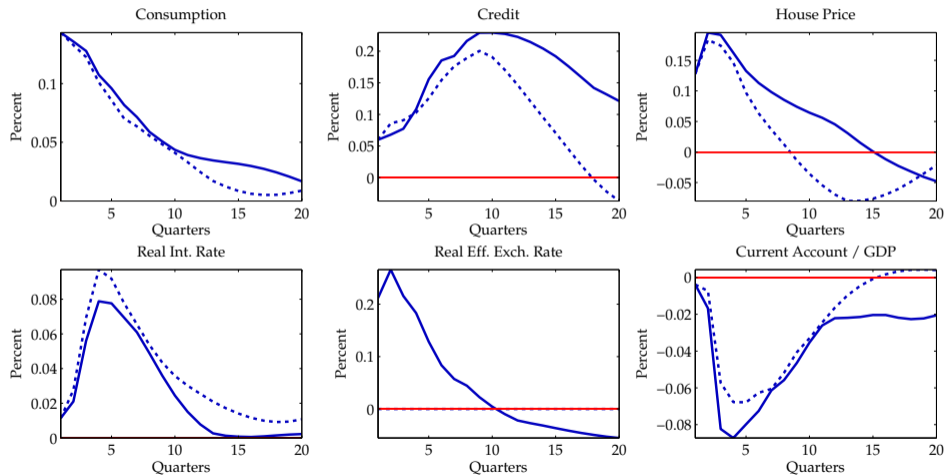 Consumption
Percent
0.1
0.05
0
5
10
15
20
Quarters
Credit
Percent
0.2
0.15
0.1
0.05
0
5
10
15
20
Quarters
House Price
Percent
0.15
0.1
0.05
0
−0.05
5
10
15
20
Quarters
Real Int. Rate
Percent
0.08
0.06
0.04
0.02
0
5
10
15
20
Quarters
Real Eff. Exch. Rate
Percent
0.2
0.1
0
5
10
15
20
Quarters
Current Account / GDP
Percent
0
−0.02
−0.04
−0.06
−0.08
5
10
15
20
Quarters